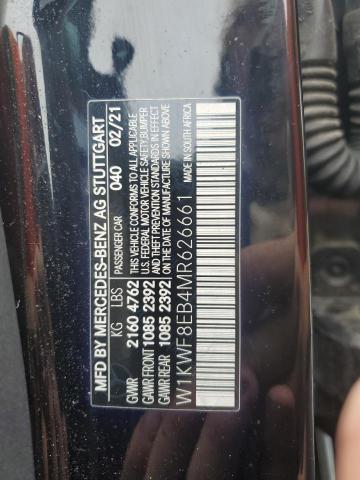 MFD BY MERCEDES-BENZ AG STUTTGART
KG LBS PASSENGER CAR 040 02/21
GVWR 2160 4762 THIS VEHICLE CONFORMS TO ALL APPLICABLE
GAWR FRONT 1085 2392 U.S. FEDERAL MOTOR VEHICLE SAFETY, BUMPER
AND THEFT PREVENTION STANDARDS IN EFFECT
GAWR REAR 1085 2392 ON THE DATE OF MANUFACTURE SHOWN ABOVE
W1KWF8EB4MR626661
MADE IN GERMANY